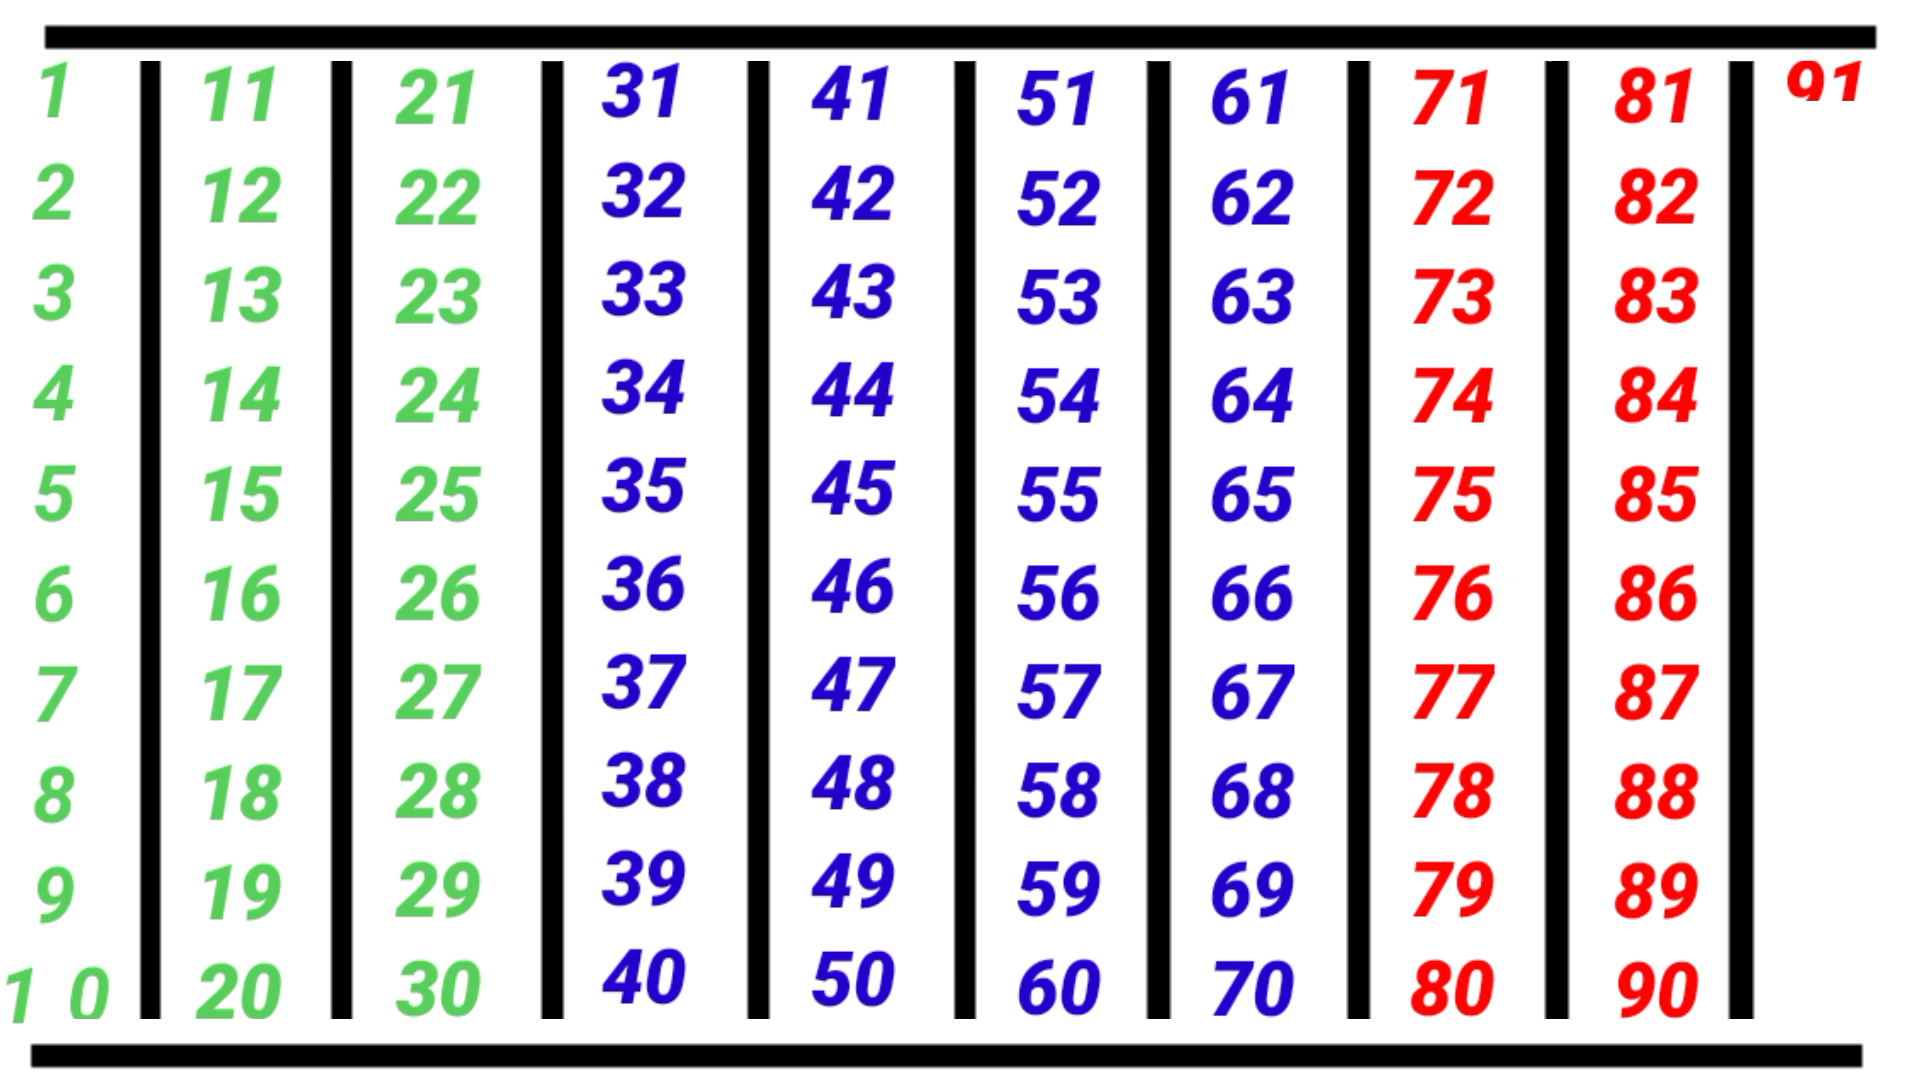 1 11 21 31 41 51 61 71 81 91
2 12 22 32 42 52 62 72 82
3 13 23 33 43 53 63 73 83
4 14 24 34 44 54 64 74 84
5 15 25 35 45 55 65 75 85
6 16 26 36 46 56 66 76 86
7 17 27 37 47 57 67 77 87
8 18 28 38 48 58 68 78 88
9 19 29 39 49 59 69 79 89
1 0 20 30 40 50 60 70 80 90